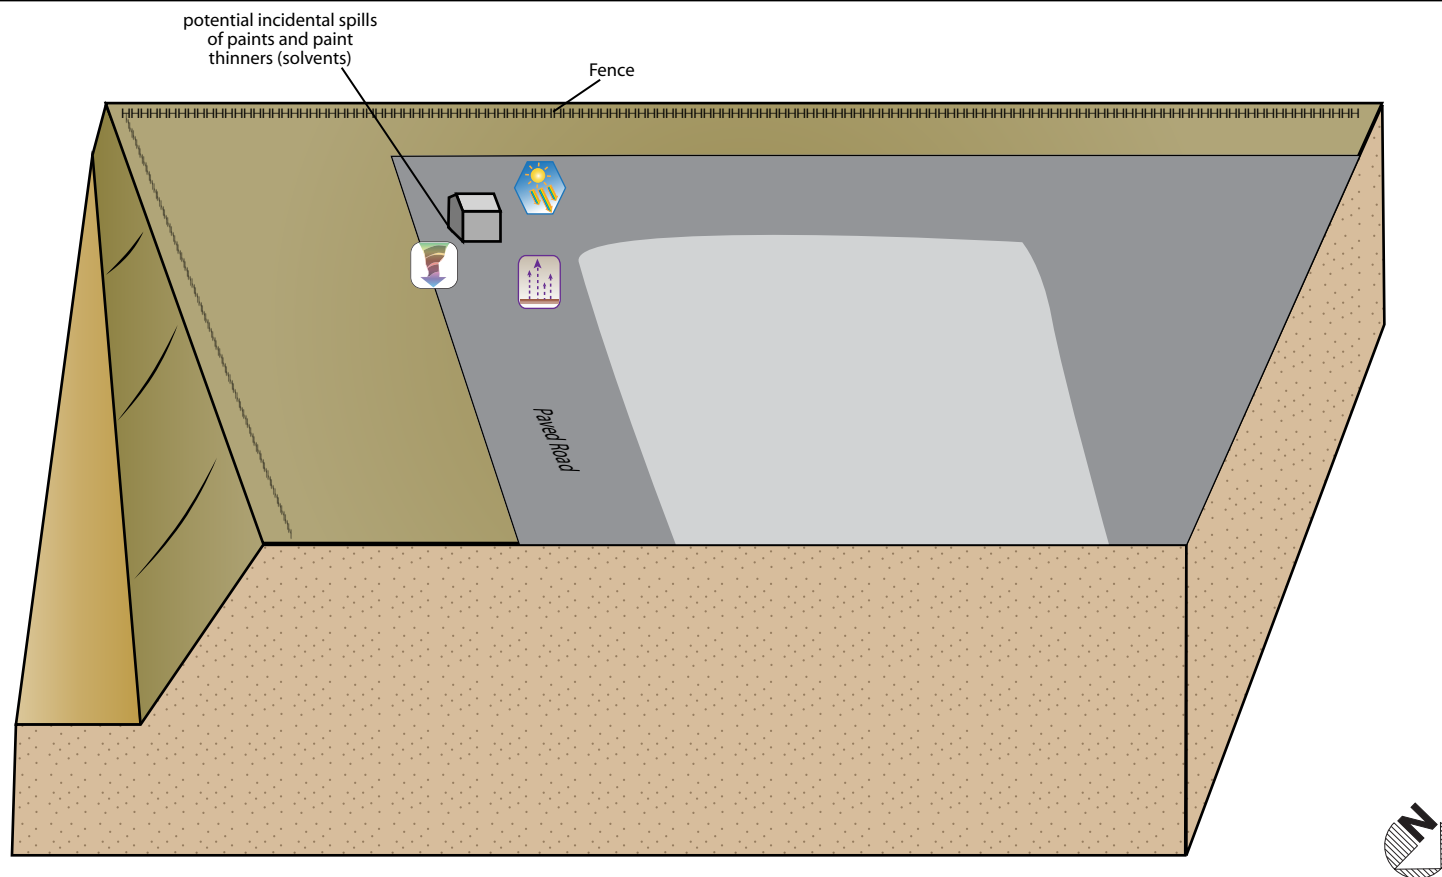 potential incidental spills
of paints and paint
thinners (solvents)
Fence
Paved Road
N